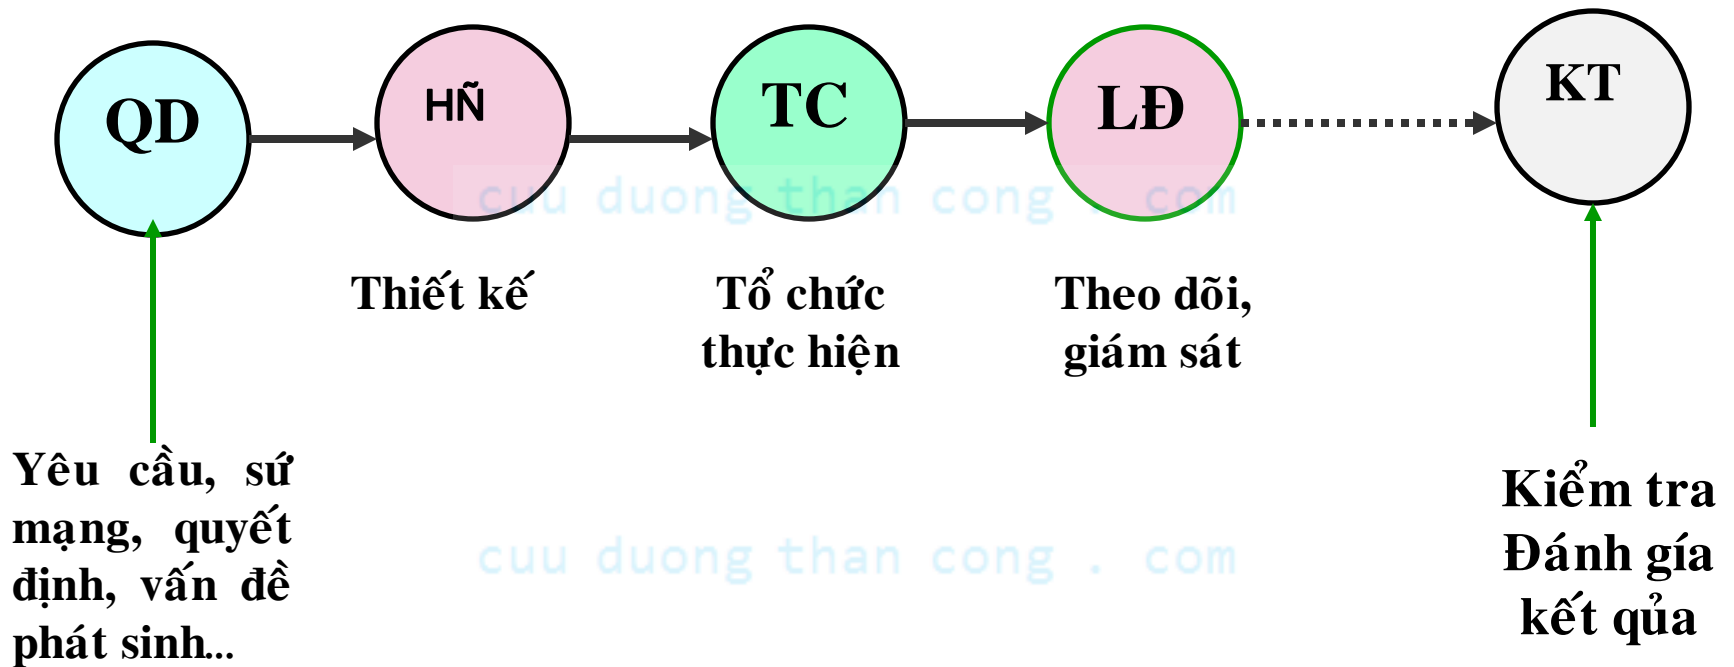 QD
HÑ
TC
LĐ
KT
cuu duong than cong . com
Thiết kế
Tổ chức
thực hiện
Theo dõi,
giám sát
Yêu cầu, sứ
mạng, quyết
định, vấn đề
phát sinh...
cuu duong than cong . com
Kiểm tra
Đánh gía
kết qủa